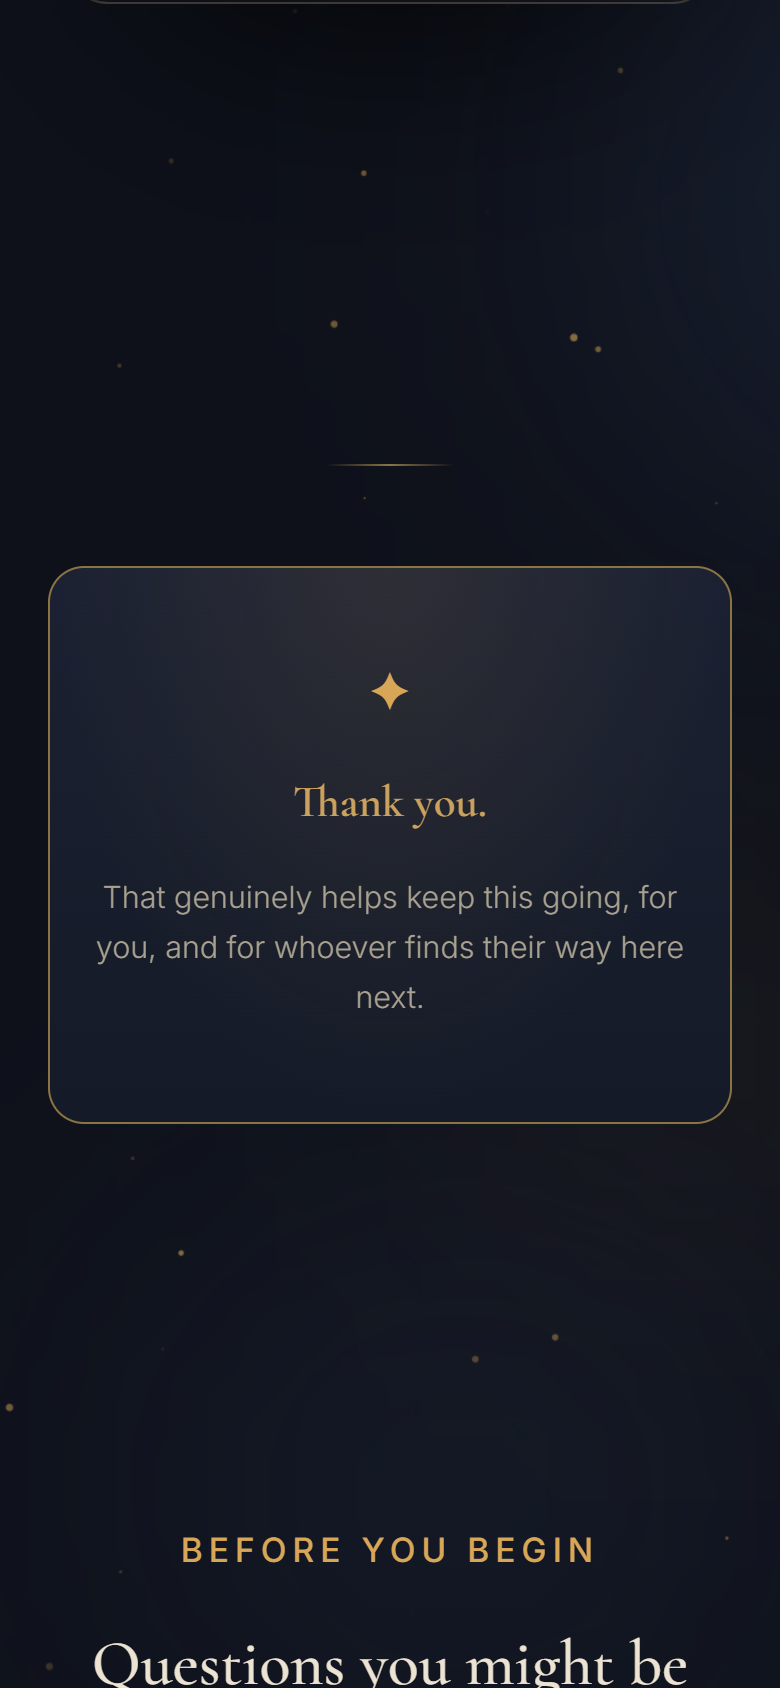 Thank you.
That genuinely helps keep this going, for
you, and for whoever finds their way here
next.
BEFORE YOU BEGIN
Questions you might be